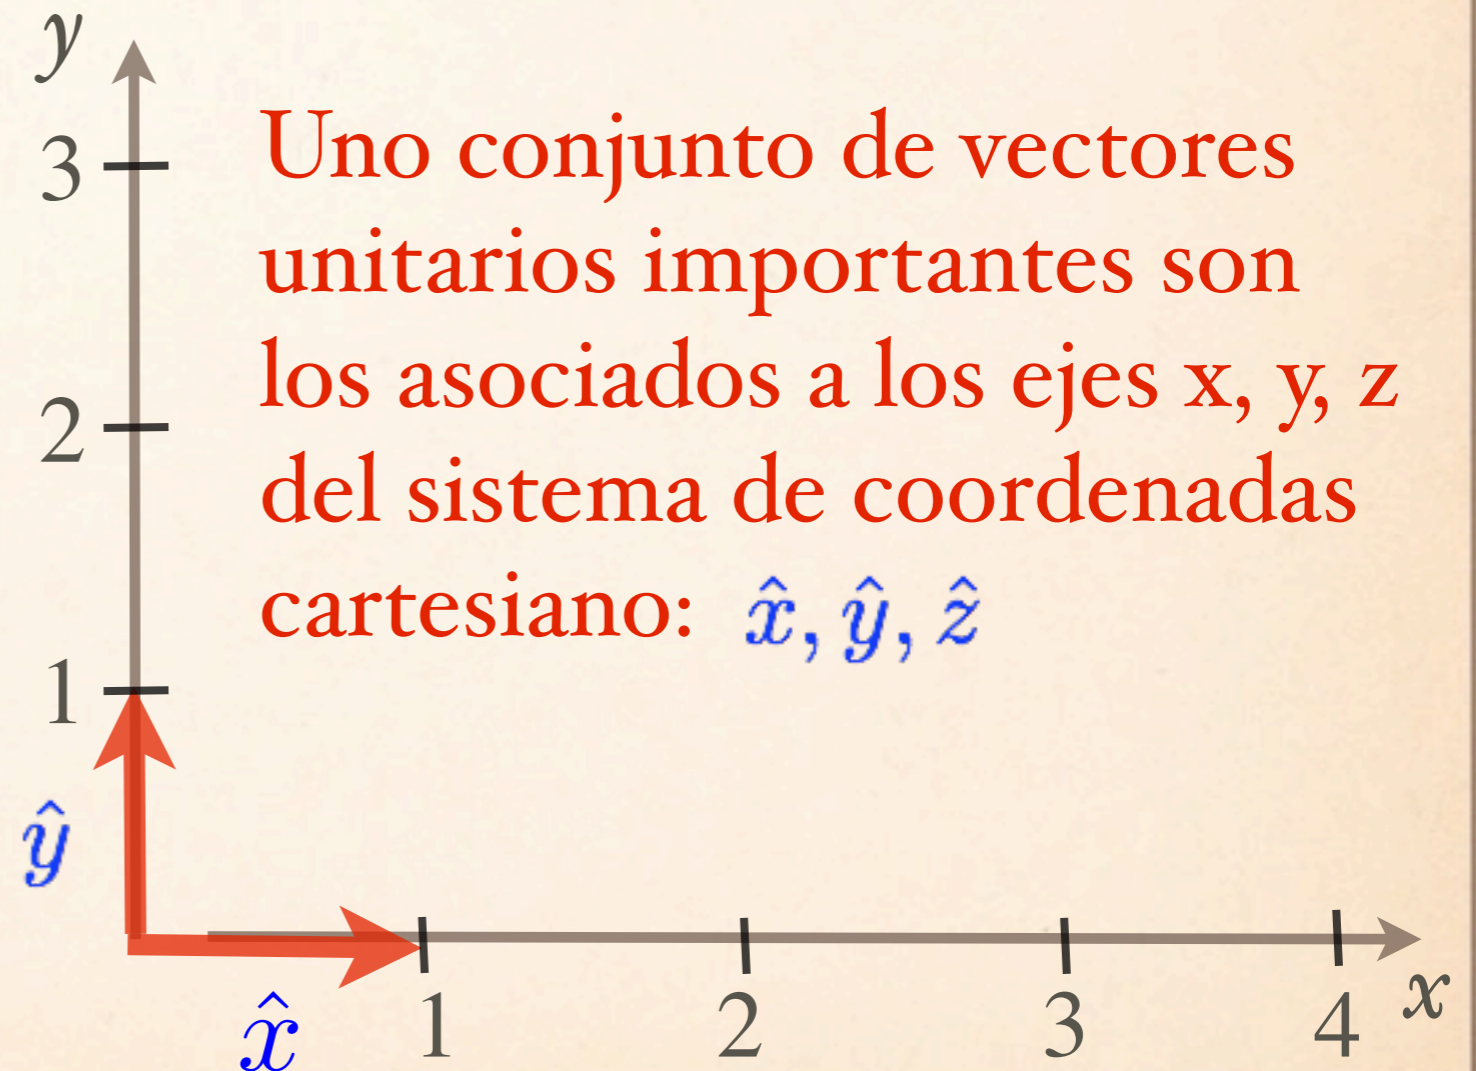 y
3
Uno conjunto de vectores
unitarios importantes son
los asociados a los ejes x, y, z
2
del sistema de coordenadas
cartesiano: x̂, ŷ, ẑ
1
ŷ
x̂
1 2 3 4 x